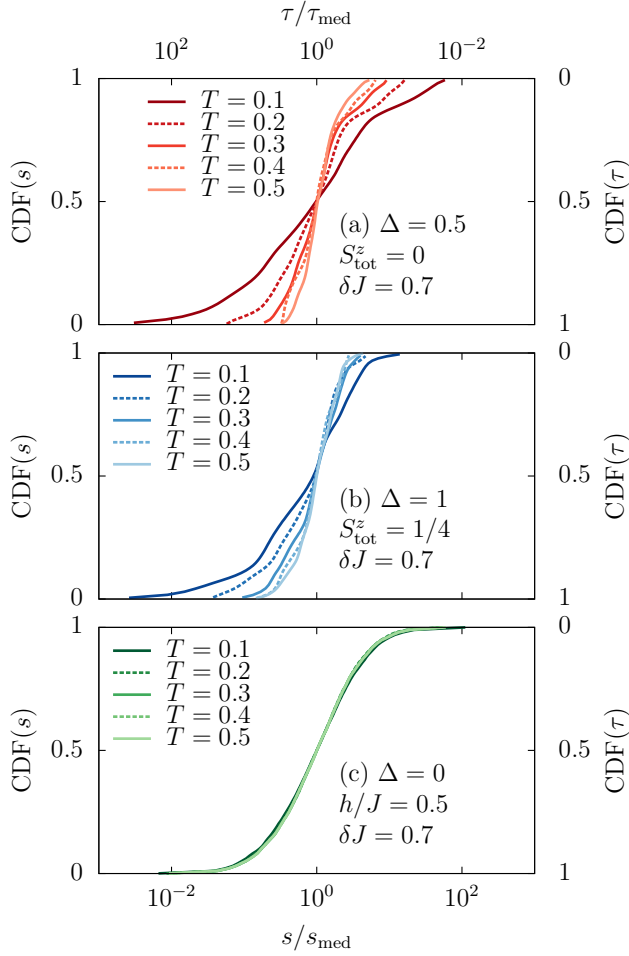 τ/τ_med
10^2 10^0 10^-2
1 0
T = 0.1
T = 0.2
T = 0.3
T = 0.4
T = 0.5
CDF(s)
0.5 0.5
CDF(τ)
(a) Δ = 0.5
S^z_tot = 0
δJ = 0.7
0 1
1 0
T = 0.1
T = 0.2
T = 0.3
T = 0.4
T = 0.5
CDF(s)
0.5 0.5
CDF(τ)
(b) Δ = 1
S^z_tot = 1/4
δJ = 0.7
0 1
1 0
T = 0.1
T = 0.2
T = 0.3
T = 0.4
T = 0.5
CDF(s)
0.5 0.5
CDF(τ)
(c) Δ = 0
h/J = 0.5
δJ = 0.7
0 1
10^-2 10^0 10^2
s/s_med